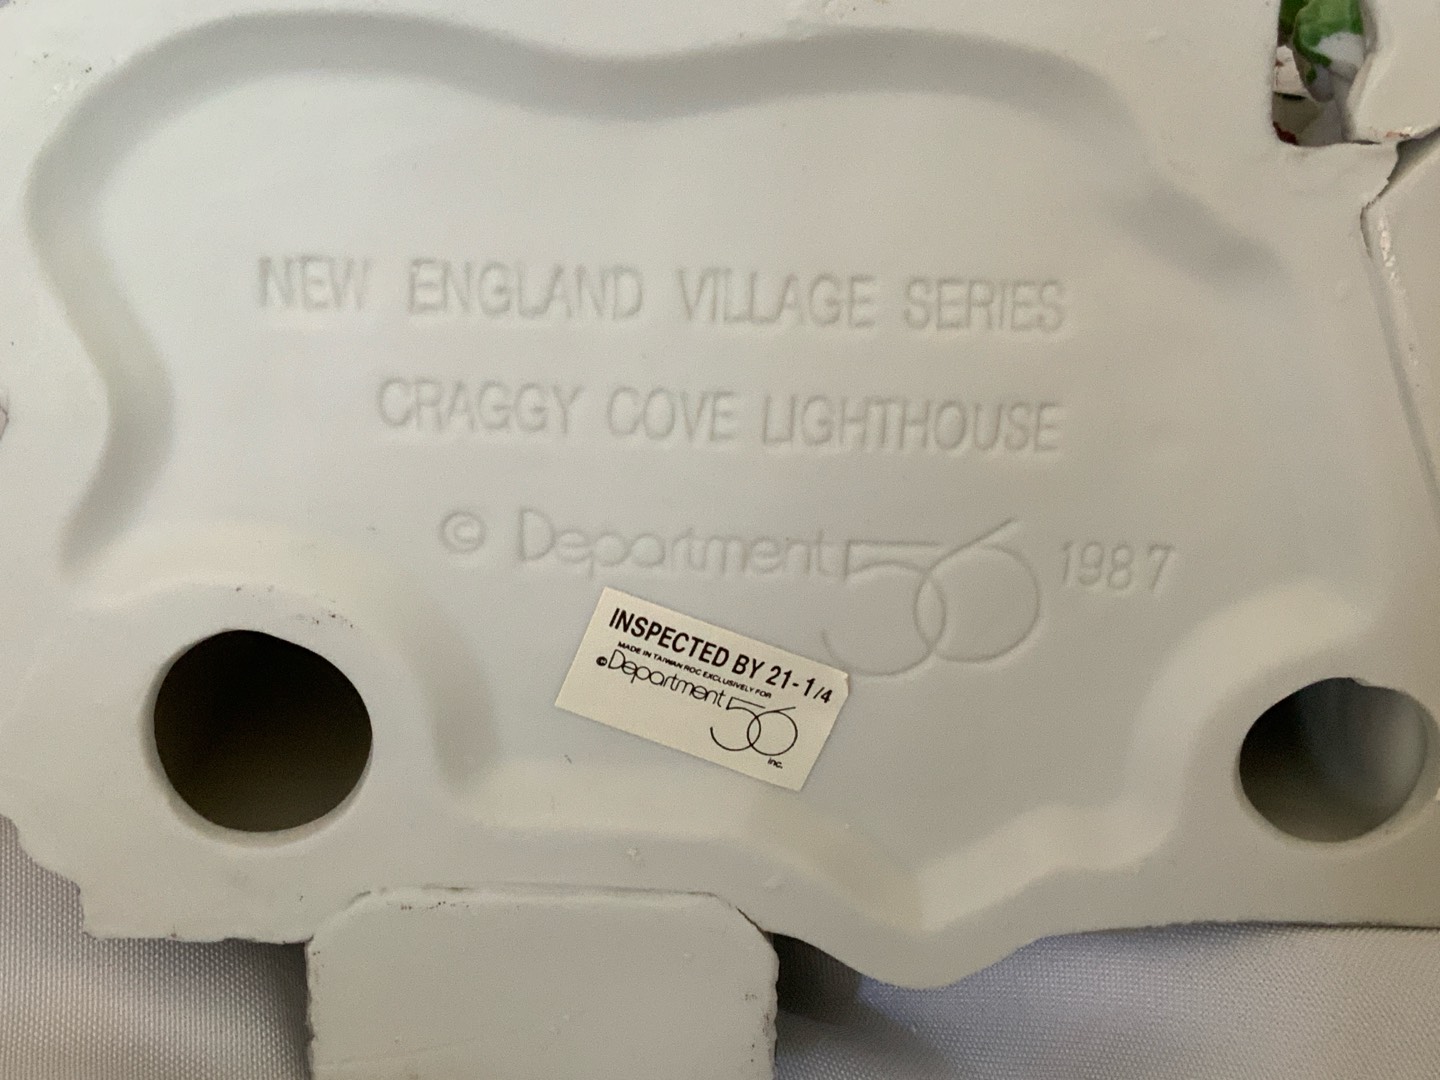 NEW ENGLAND VILLAGE SERIES
CRAGGY COVE LIGHTHOUSE
© Department 56 1987
INSPECTED BY 21-1/4
MADE IN TAIWAN ROC EXCLUSIVELY FOR
©Department 56
inc.